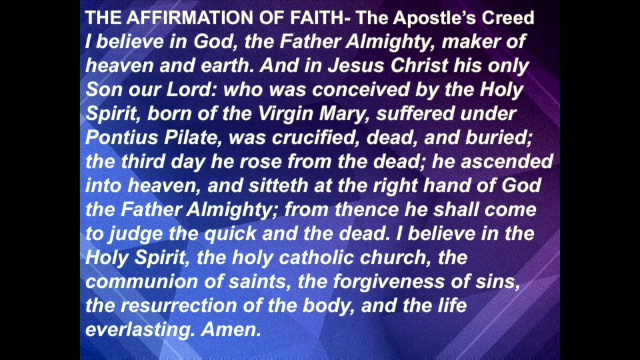 THE AFFIRMATION OF FAITH- The Apostle's Creed
I believe in God, the Father Almighty, maker of
heaven and earth. And in Jesus Christ his only
Son our Lord: who was conceived by the Holy
Spirit, born of the Virgin Mary, suffered under
Pontius Pilate, was crucified, dead, and buried;
the third day he rose from the dead; he ascended
into heaven, and sitteth at the right hand of God
the Father Almighty; from thence he shall come
to judge the quick and the dead. I believe in the
Holy Spirit, the holy catholic church, the
communion of saints, the forgiveness of sins,
the resurrection of the body, and the life
everlasting. Amen.